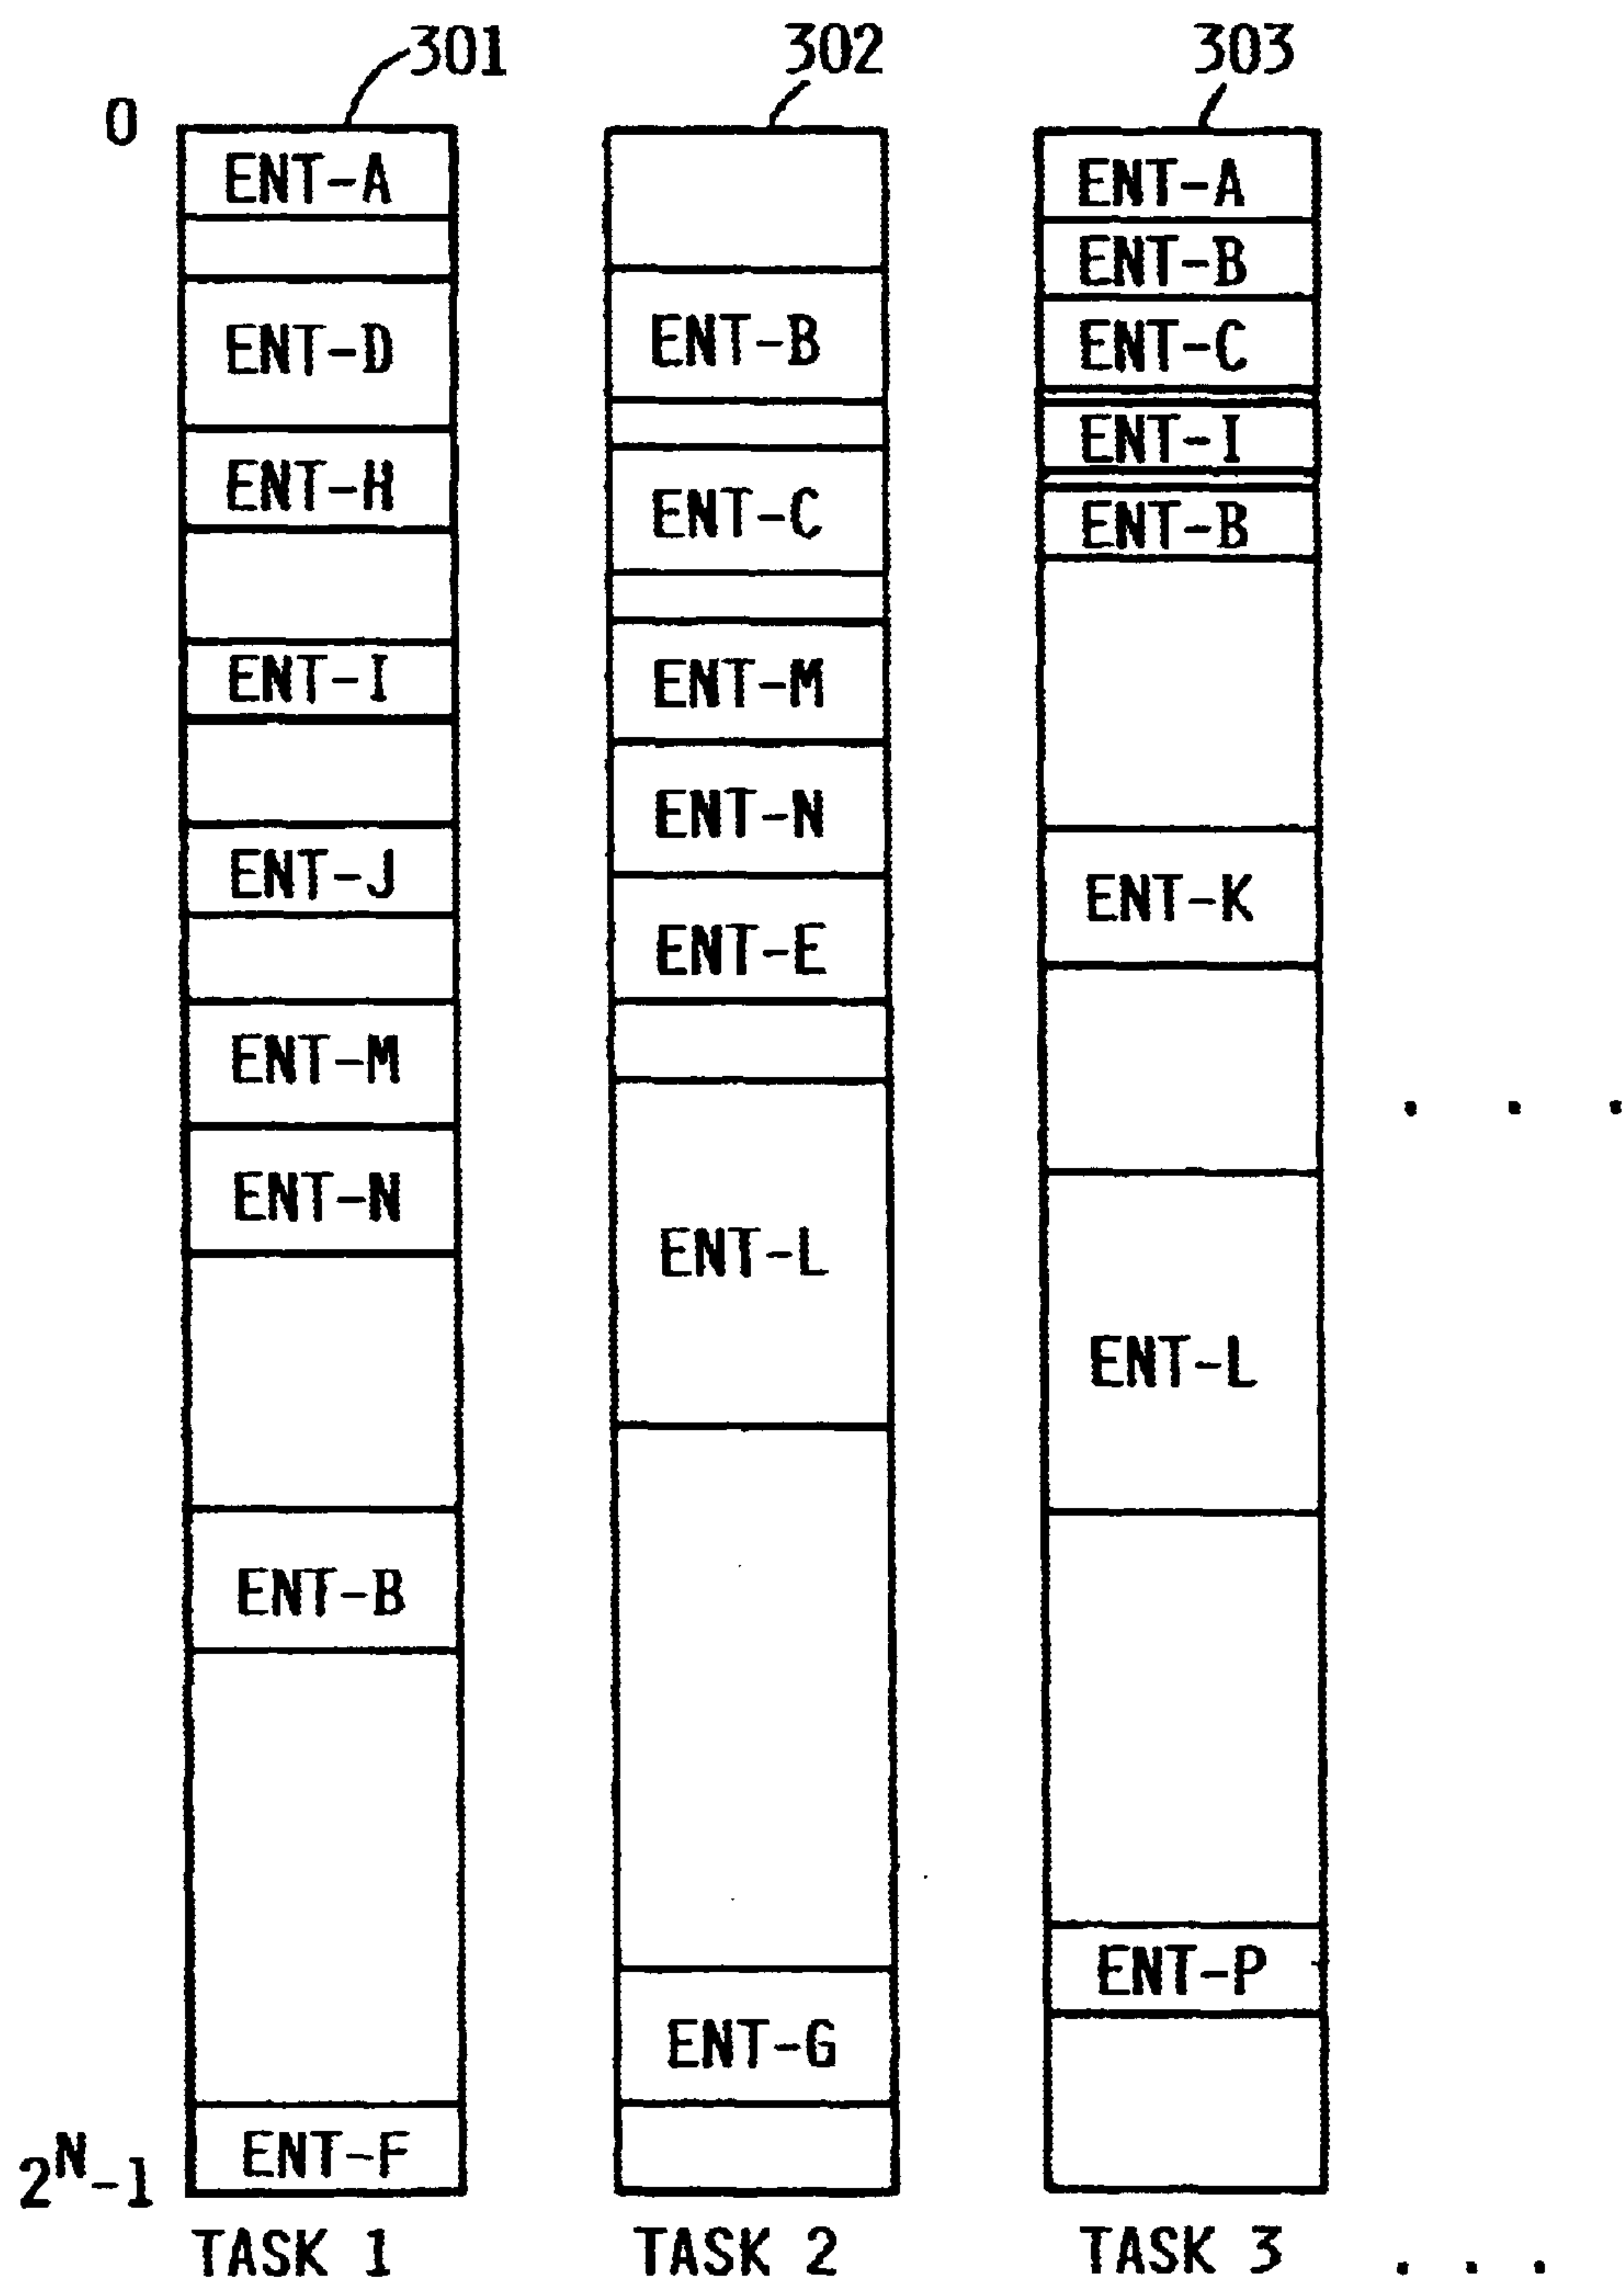 301
302
303
0
ENT-A
ENT-D
ENT-H
ENT-I
ENT-J
ENT-M
ENT-N
ENT-B
ENT-F
2^N-1
TASK 1
ENT-B
ENT-C
ENT-M
ENT-N
ENT-E
ENT-L
ENT-G
TASK 2
ENT-A
ENT-B
ENT-C
ENT-I
ENT-B
ENT-K
ENT-L
ENT-P
TASK 3
. . .
. . .